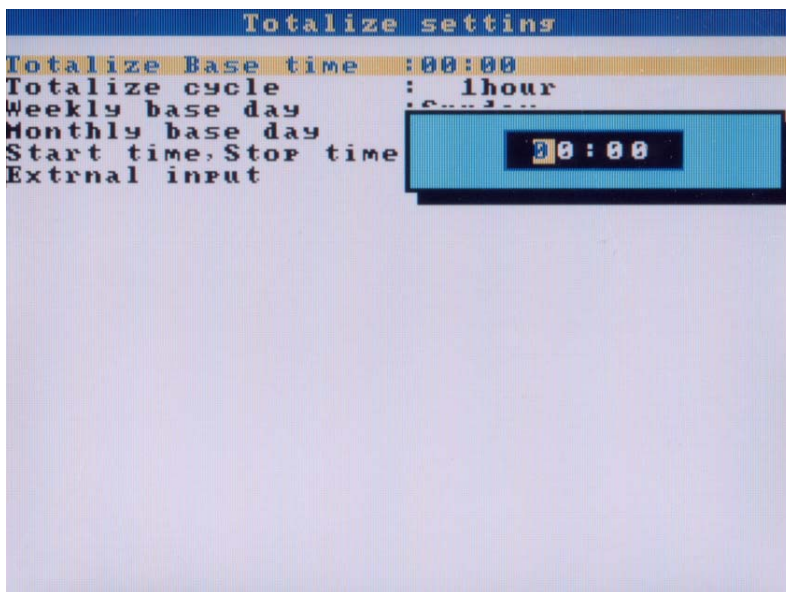 Totalize setting
Totalize Base time :00:00
Totalize cycle : 1hour
Weekly base day
Monthly base day
00:00
Start time,Stop time
Extrnal input